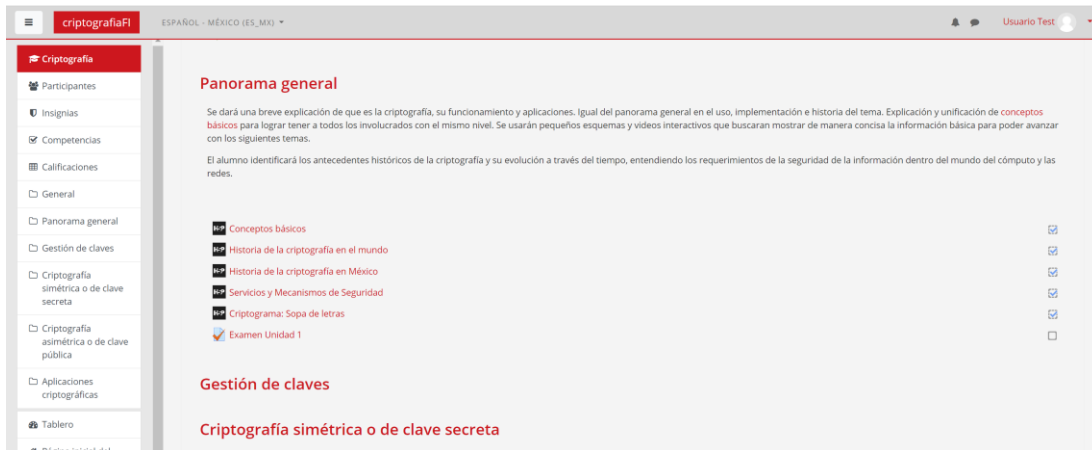 criptografiaFI
ESPAÑOL - MÉXICO (ES_MX)
Usuario Test
Criptografía
Participantes
Insignias
Competencias
Calificaciones
General
Panorama general
Gestión de claves
Criptografía
simétrica o de clave
secreta
Criptografía
asimétrica o de clave
pública
Aplicaciones
criptográficas
Tablero
Página inicial del
Panorama general
Se dará una breve explicación de que es la criptografía, su funcionamiento y aplicaciones. Igual del panorama general en el uso, implementación e historia del tema. Explicación y unificación de conceptos
básicos para lograr tener a todos los involucrados con el mismo nivel. Se usarán pequeños esquemas y videos interactivos que buscaran mostrar de manera concisa la información básica para poder avanzar
con los siguientes temas.
El alumno identificará los antecedentes históricos de la criptografía y su evolución a través del tiempo, entendiendo los requerimientos de la seguridad de la información dentro del mundo del cómputo y las
redes.
H5P Conceptos básicos
H5P Historia de la criptografía en el mundo
H5P Historia de la criptografía en México
H5P Servicios y Mecanismos de Seguridad
H5P Criptograma: Sopa de letras
Examen Unidad 1
Gestión de claves
Criptografía simétrica o de clave secreta